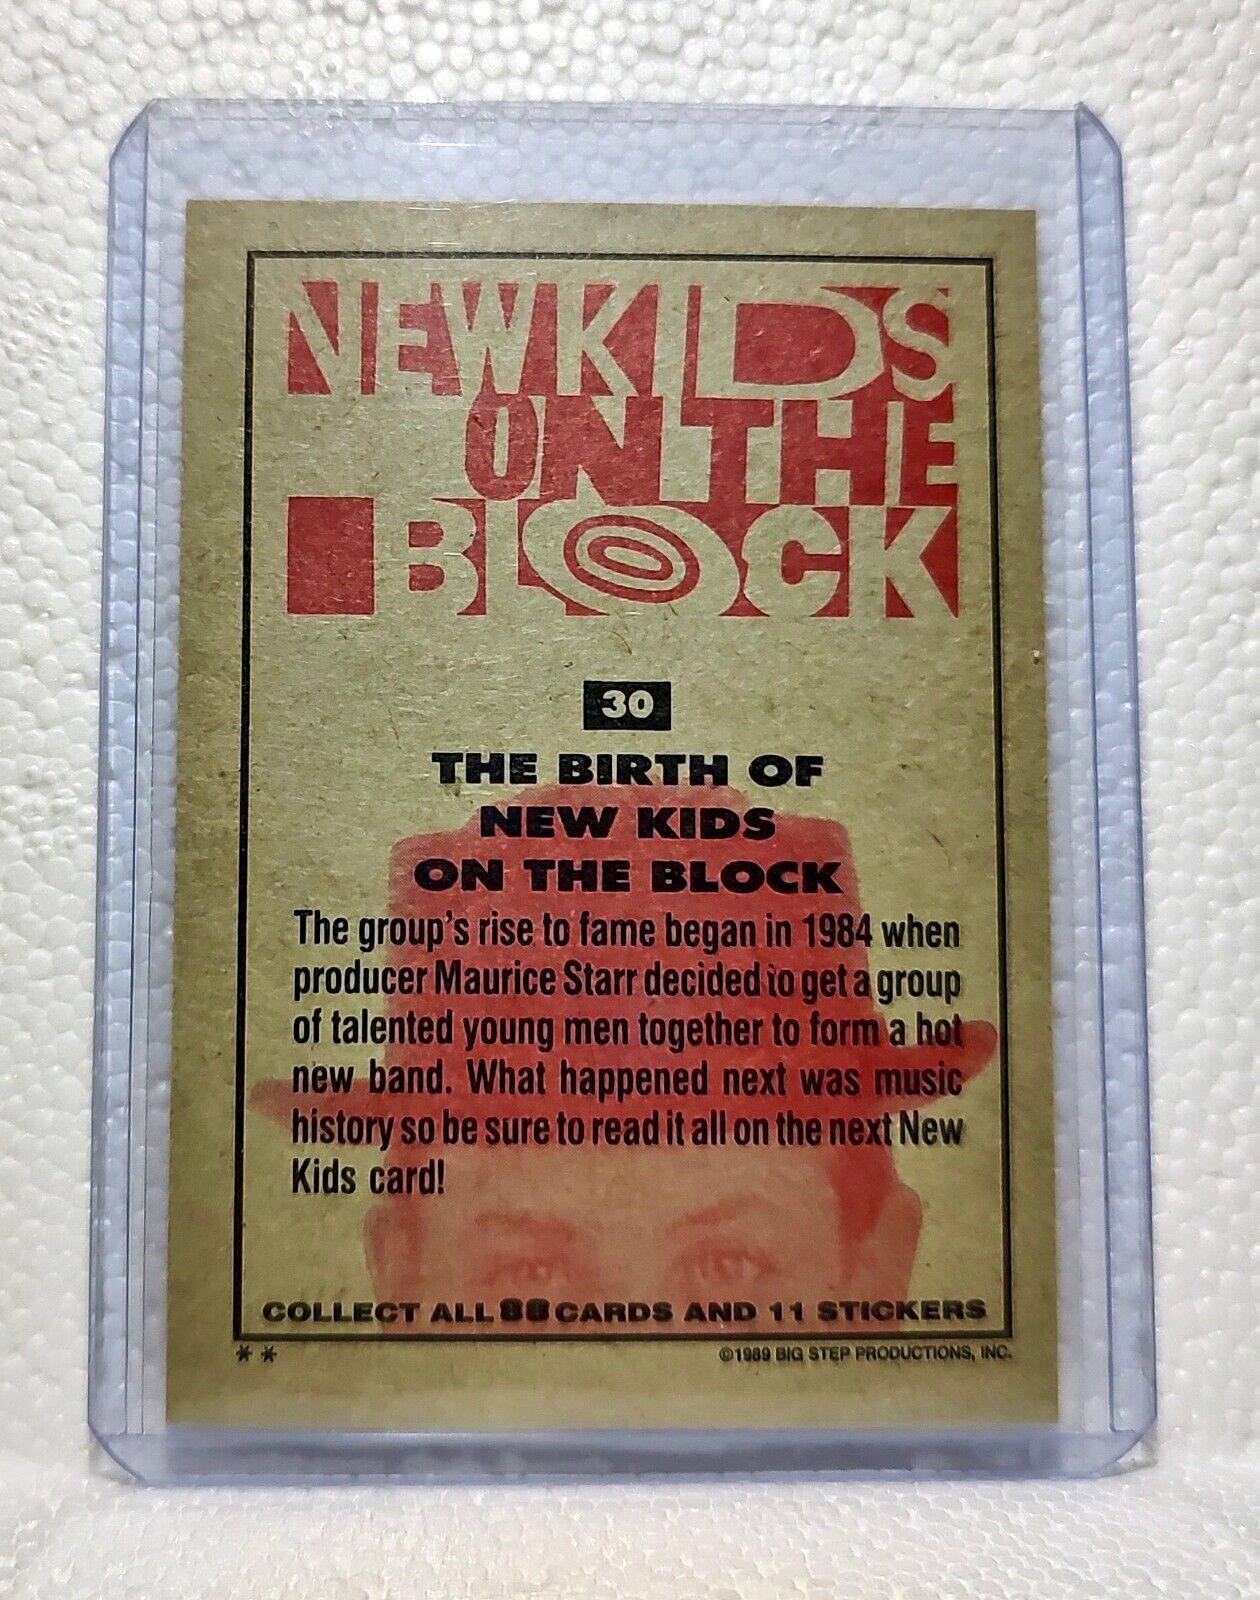 NEW KIDS
ON THE
BLOCK
30
THE BIRTH OF
NEW KIDS
ON THE BLOCK
The group's rise to fame began in 1984 when
producer Maurice Starr decided to get a group
of talented young men together to form a hot
new band. What happened next was music
history so be sure to read it all on the next New
Kids card!
COLLECT ALL 88 CARDS AND 11 STICKERS
** ©1989 BIG STEP PRODUCTIONS, INC.